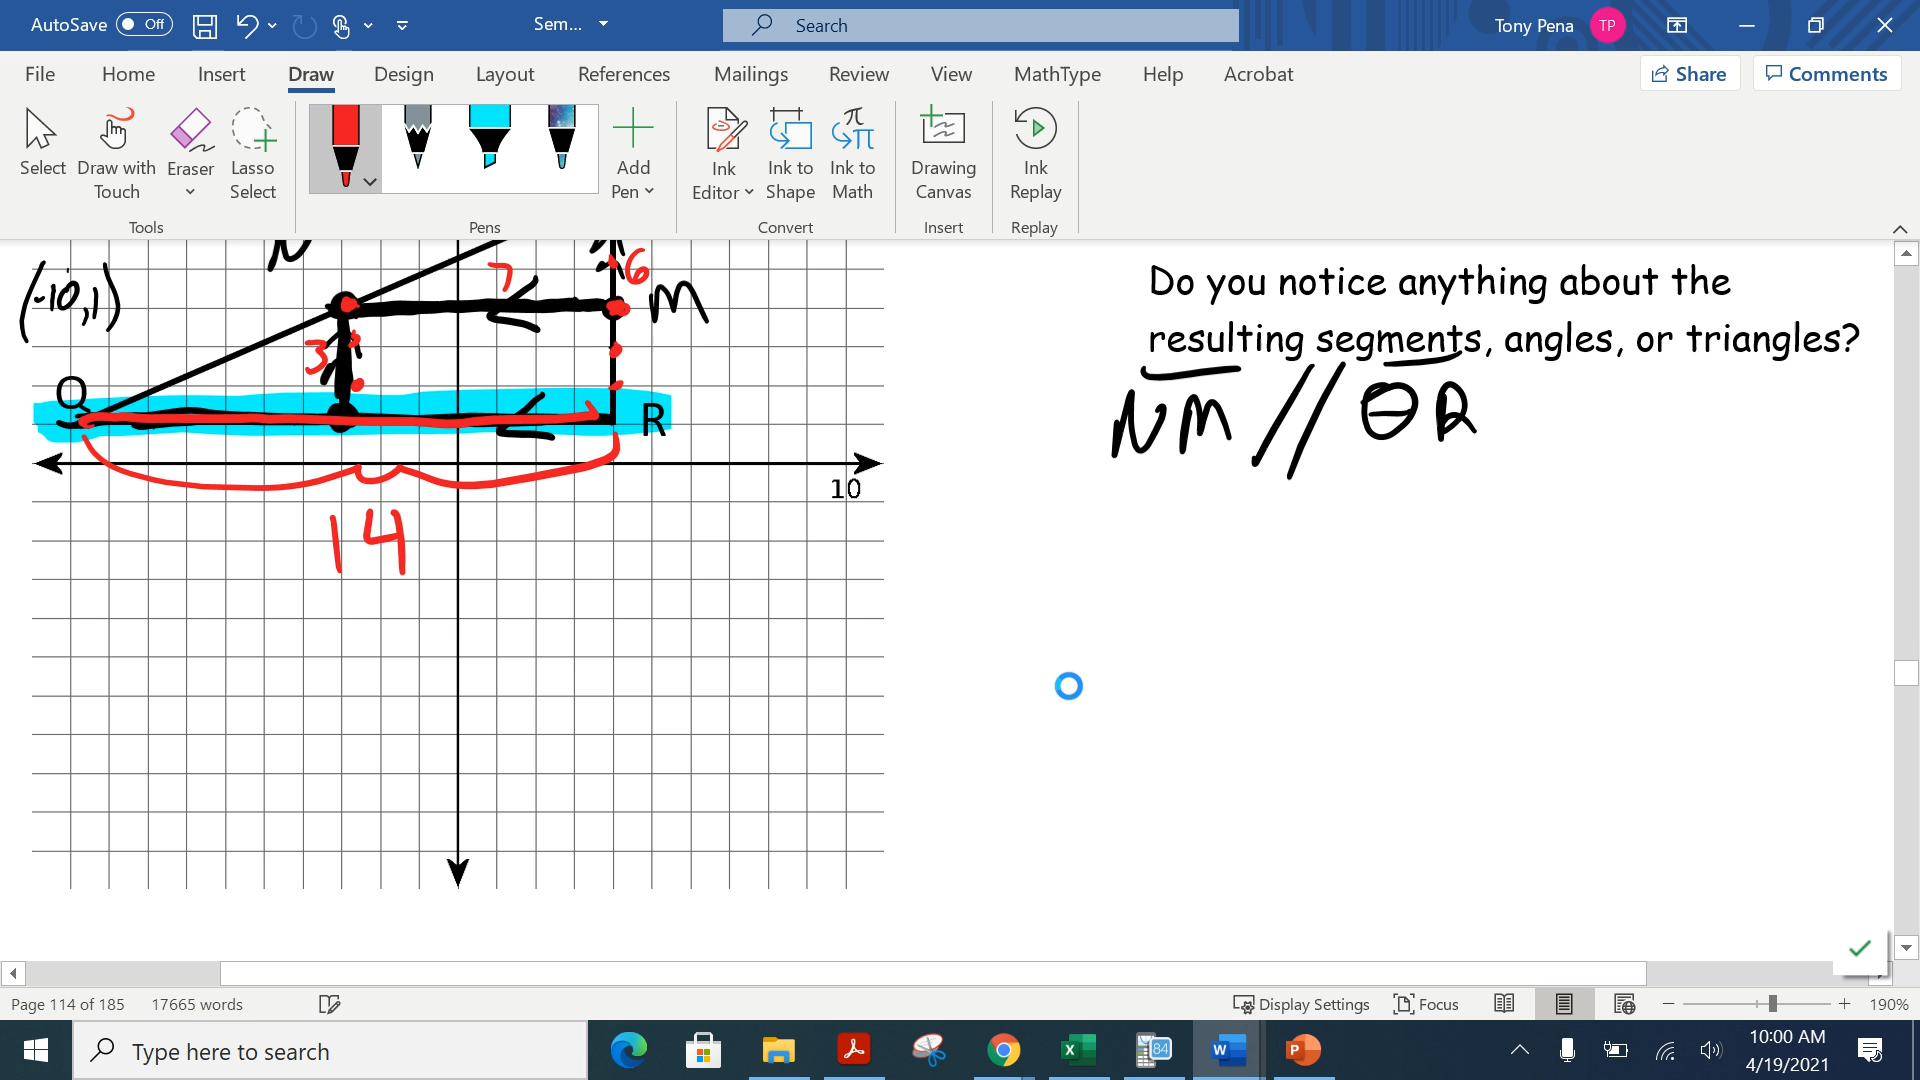 AutoSave Off Sem... Search Tony Pena TP
File Home Insert Draw Design Layout References Mailings Review View MathType Help Acrobat Share Comments
Select Draw with Touch Eraser Lasso Select Add Pen Ink Editor Ink to Shape Ink to Math Drawing Canvas Ink Replay
Tools Pens Convert Insert Replay
(-10,1)
N
7
6
M
3
Q
R
10
14
Do you notice anything about the
resulting segments, angles, or triangles?
NM // QR
Page 114 of 185 17665 words Display Settings Focus 190%
Type here to search 84 10:00 AM
4/19/2021